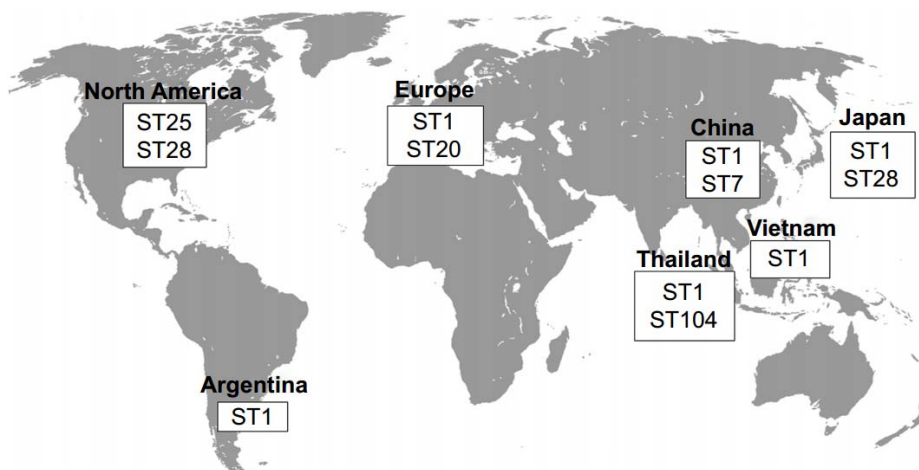 North America
ST25
ST28
Europe
ST1
ST20
China
ST1
ST7
Japan
ST1
ST28
Vietnam
ST1
Thailand
ST1
ST104
Argentina
ST1